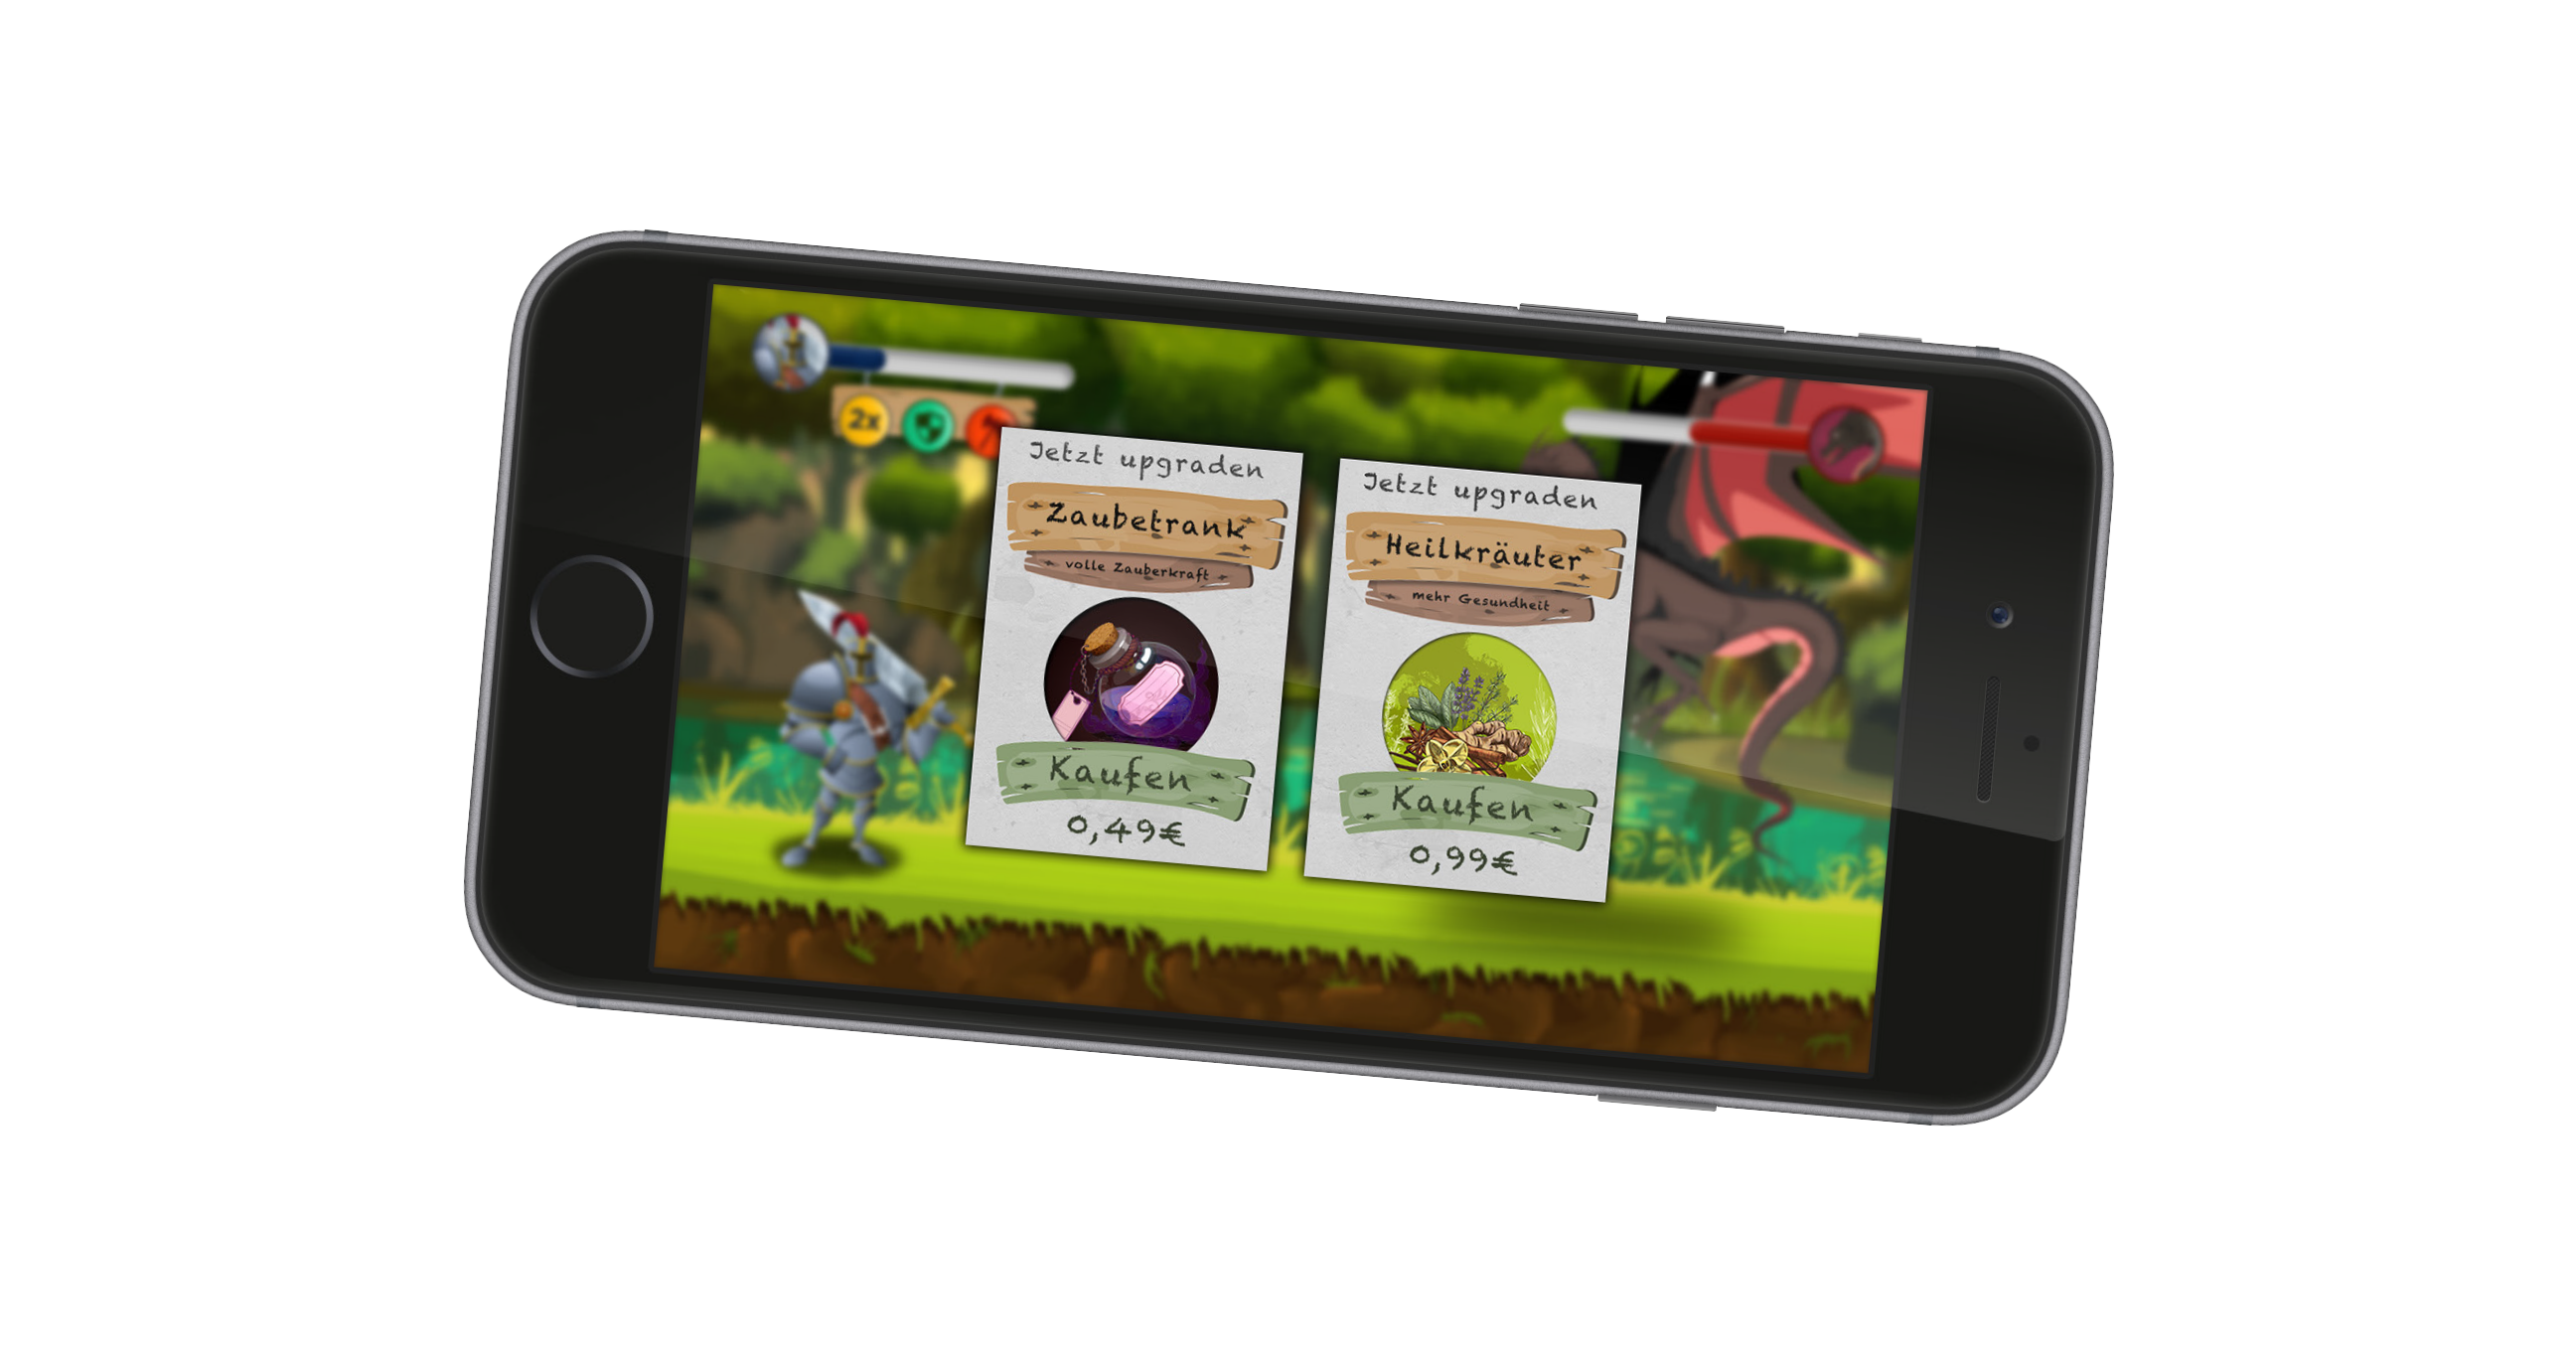 2x
Jetzt upgraden
Zaubetrank
volle Zauberkraft
Kaufen
0,49€
Jetzt upgraden
Heilkräuter
mehr Gesundheit
Kaufen
0,99€